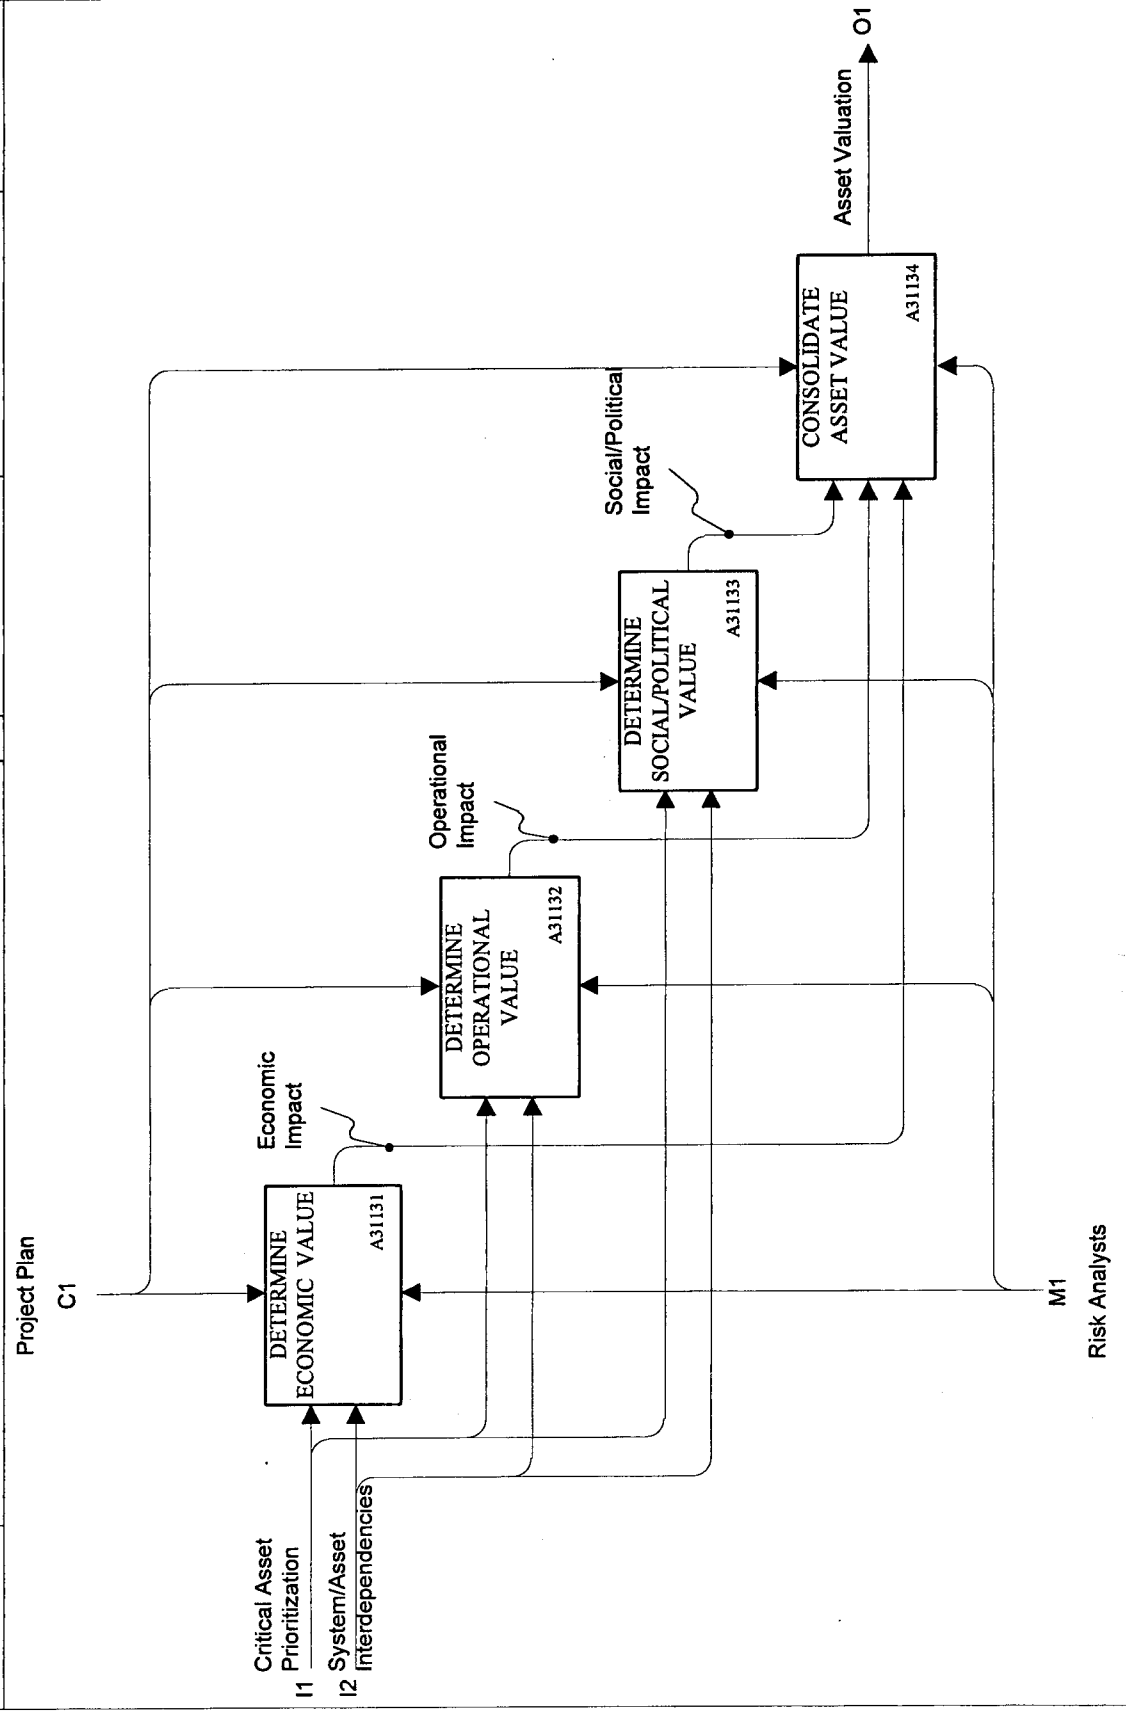 Project Plan
C1
Critical Asset
Prioritization
I1
System/Asset
I2
Interdependencies
DETERMINE
ECONOMIC VALUE
A31131
Economic
Impact
DETERMINE
OPERATIONAL
VALUE
A31132
Operational
Impact
DETERMINE
SOCIAL/POLITICAL
VALUE
A31133
Social/Political
Impact
CONSOLIDATE
ASSET VALUE
A31134
Asset Valuation
O1
M1
Risk Analysts